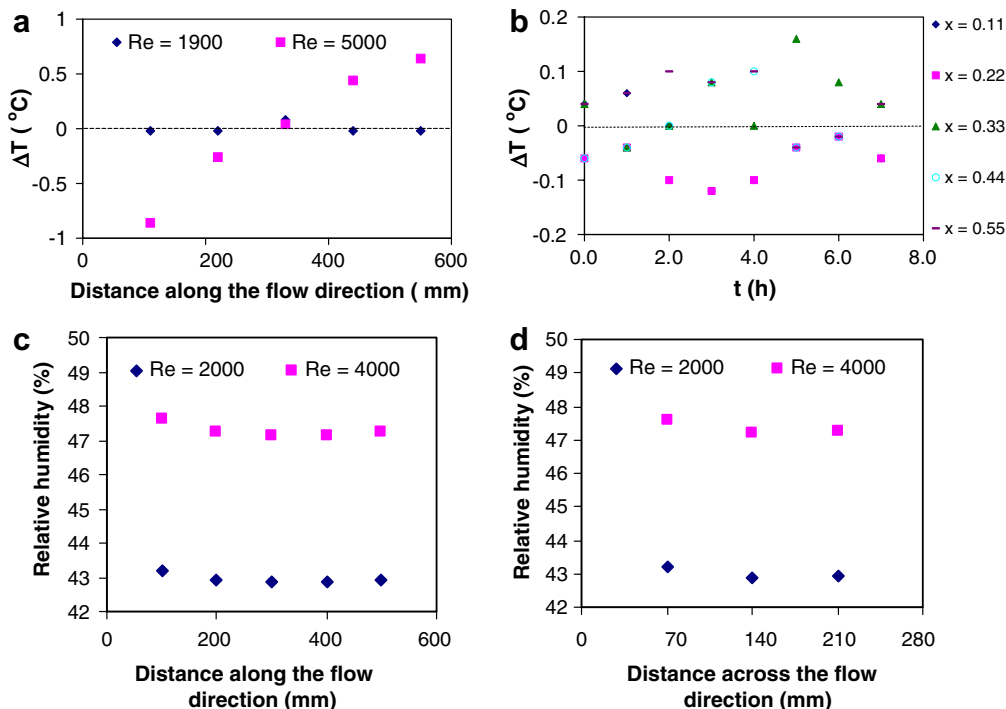 a
1
0.5
0
-0.5
-1
ΔT ( °C)
Re = 1900
Re = 5000
0
200
400
600
Distance along the flow direction ( mm)
b
0.2
0.1
0
-0.1
-0.2
ΔT ( °C)
0.0
2.0
4.0
6.0
8.0
t (h)
x = 0.11
x = 0.22
x = 0.33
x = 0.44
x = 0.55
c
50
49
48
47
46
45
44
43
42
Relative humidity (%)
Re = 2000
Re = 4000
0
200
400
600
Distance along the flow
direction (mm)
d
50
49
48
47
46
45
44
43
42
Relative humidity (%)
Re = 2000
Re = 4000
0
70
140
210
280
Distance across the flow
direction (mm)